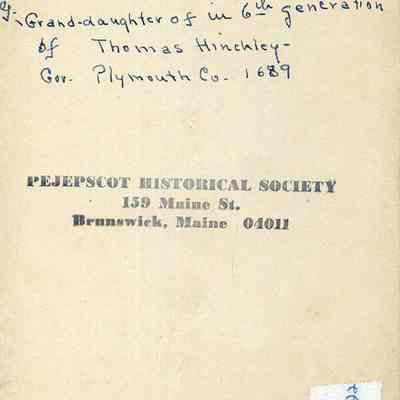 g. Grand-daughter of in 6th generation
of Thomas Hinckley-
Gov. Plymouth Co. 1689
PEJEPSCOT HISTORICAL SOCIETY
159 Maine St.
Brunswick, Maine 04011